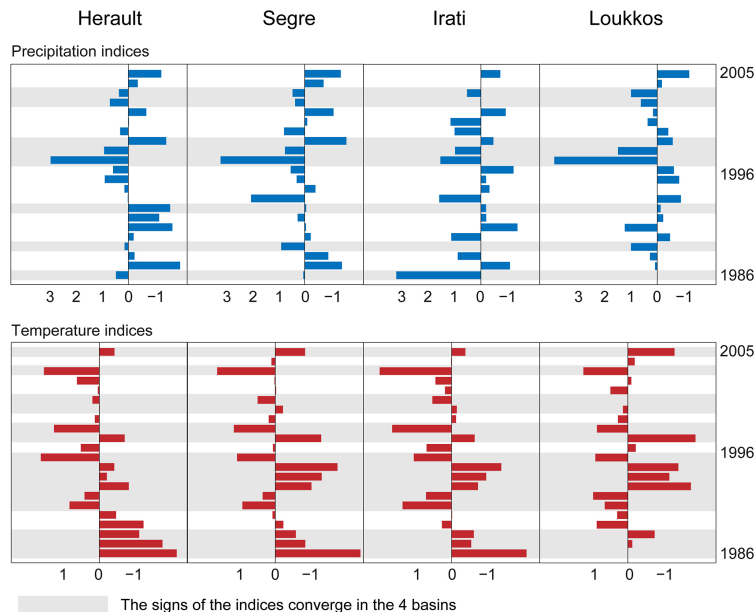 Herault Segre Irati Loukkos
Precipitation indices
2005
1996
1986
3 2 1 0 −1 3 2 1 0 −1 3 2 1 0 −1 3 2 1 0 −1
Temperature indices
2005
1996
1986
1 0 −1 1 0 −1 1 0 −1 1 0 −1
The signs of the indices converge in the 4 basins